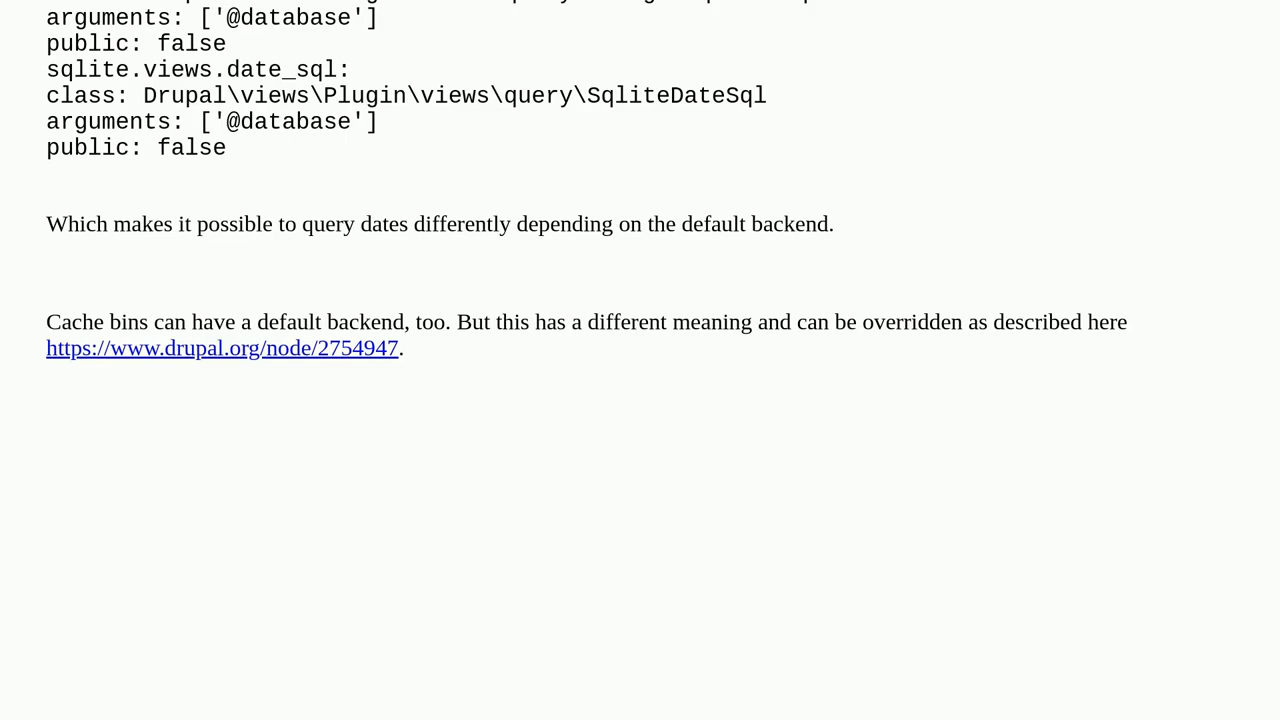 arguments: ['@database']
public: false
sqlite.views.date_sql:
class: Drupal\views\Plugin\views\query\SqliteDateSql
arguments: ['@database']
public: false
Which makes it possible to query dates differently depending on the default backend.
Cache bins can have a default backend, too. But this has a different meaning and can be overridden as described here
https://www.drupal.org/node/2754947.